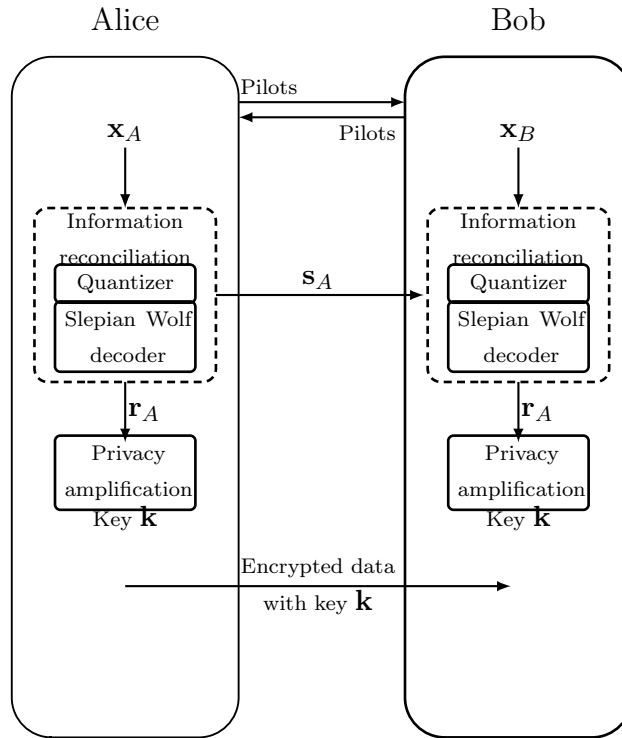 Alice
Bob
Pilots
Pilots
𝐱_A
𝐱_B
Information
reconciliation
Quantizer
Slepian Wolf
decoder
𝐬_A
Information
reconciliation
Quantizer
Slepian Wolf
decoder
𝐫_A
𝐫_A
Privacy
amplification
Key 𝐤
Privacy
amplification
Key 𝐤
Encrypted data
with key 𝐤